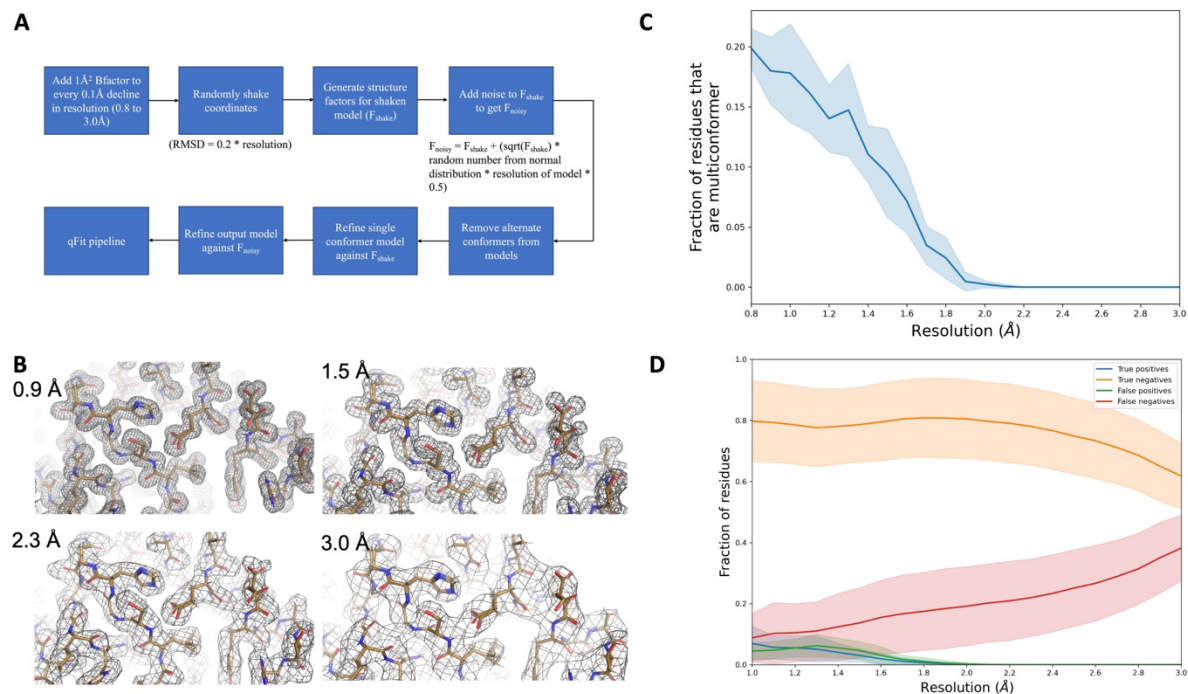 A
Add 1Å² Bfactor to
every 0.1Å decline
in resolution (0.8 to
3.0Å)
Randomly shake
coordinates
(RMSD = 0.2 * resolution)
Generate structure
factors for shaken
model (Fshake)
Add noise to Fshake
to get Fnoisy
Fnoisy = Fshake + (sqrt(Fshake) *
random number from normal
distribution * resolution of model *
0.5)
qFit pipeline
Refine output model
against Fnoisy
Refine single
conformer model
against Fshake
Remove alternate
conformers from
models
B
0.9 Å
1.5 Å
2.3 Å
3.0 Å
C
Fraction of residues that
are multiconformer
0.20
0.15
0.10
0.05
0.00
0.8 1.0 1.2 1.4 1.6 1.8 2.0 2.2 2.4 2.6 2.8 3.0
Resolution (Å)
D
Fraction of residues
1.0
0.8
0.6
0.4
0.2
0.0
True positives
True negatives
False positives
False negatives
1.0 1.2 1.4 1.6 1.8 2.0 2.2 2.4 2.6 2.8 3.0
Resolution (Å)